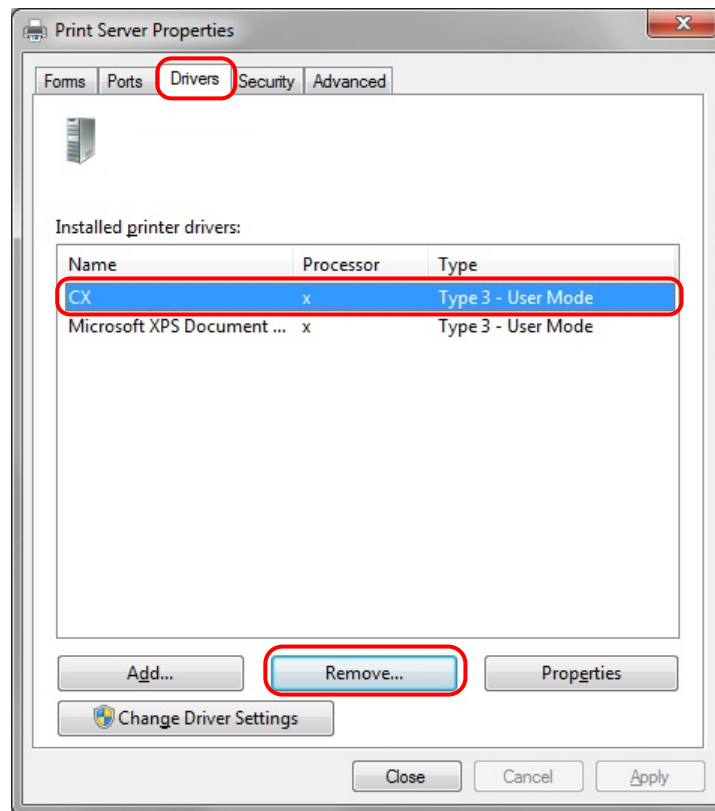 Print Server Properties
Forms Ports Drivers Security Advanced
Installed printer drivers:
Name Processor Type
CX x Type 3 - User Mode
Microsoft XPS Document ... x Type 3 - User Mode
Add... Remove... Properties
Change Driver Settings
Close Cancel Apply